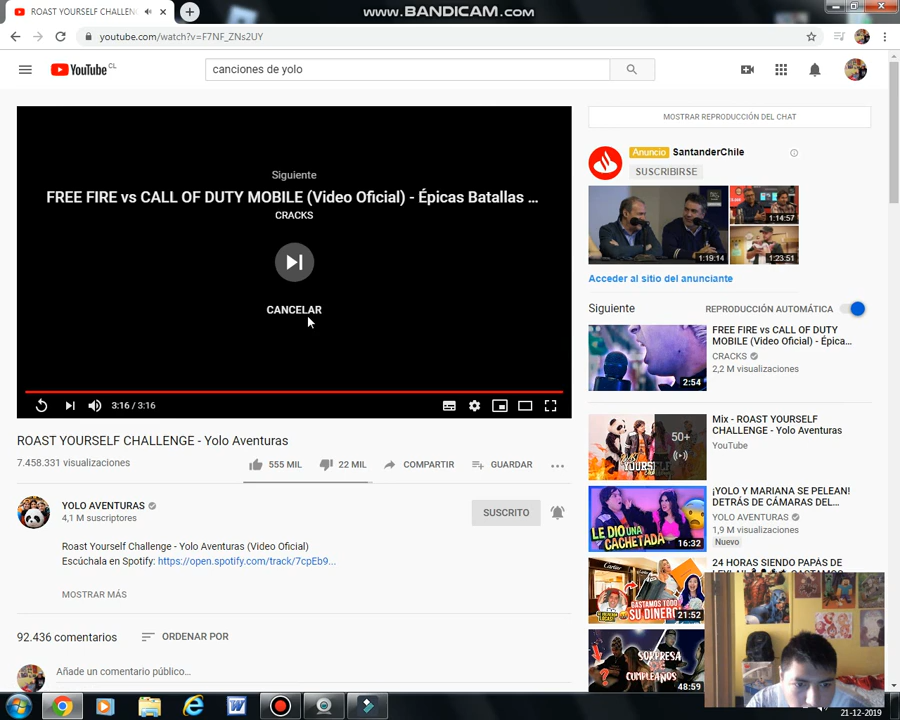 ROAST YOURSELF CHALLEN
www.BANDICAM.com
youtube.com/watch?v=F7NF_ZNs2UY
YouTube CL
canciones de yolo
Siguiente
FREE FIRE vs CALL OF DUTY MOBILE (Video Oficial) - Épicas Batallas ...
CRACKS
CANCELAR
3:16 / 3:16
ROAST YOURSELF CHALLENGE - Yolo Aventuras
7.458.331 visualizaciones
555 MIL
22 MIL
COMPARTIR
GUARDAR
YOLO AVENTURAS
4,1 M suscriptores
SUSCRITO
Roast Yourself Challenge - Yolo Aventuras (Video Oficial)
Escúchala en Spotify: https://open.spotify.com/track/7cpEb9...
MOSTRAR MÁS
92.436 comentarios
ORDENAR POR
Añade un comentario público...
MOSTRAR REPRODUCCIÓN DEL CHAT
Anuncio SantanderChile
SUSCRIBIRSE
1:19:14
1:14:57
1:23:51
Acceder al sitio del anunciante
Siguiente
REPRODUCCIÓN AUTOMÁTICA
FREE FIRE vs CALL OF DUTY
MOBILE (Video Oficial) - Épica...
CRACKS
2,2 M visualizaciones
2:54
Mix - ROAST YOURSELF
CHALLENGE - Yolo Aventuras
YouTube
50+
¡YOLO Y MARIANA SE PELEAN!
DETRÁS DE CÁMARAS DEL...
YOLO AVENTURAS
1,9 M visualizaciones
Nuevo
LE DIO UNA
CACHETADA
16:32
24 HORAS SIENDO PAPÁS DE
GASTAMOS TODO
SU DINERO
21:52
SORPRESA
DE
CUMPLEAÑOS
48:59
21-12-2019